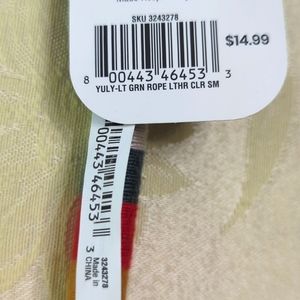 SKU 3243278
$14.99
8 00443 46453 3
YULY-LT GRN ROPE LTHR CLR SM
00443 46453
3
3243278
Made in
CHINA